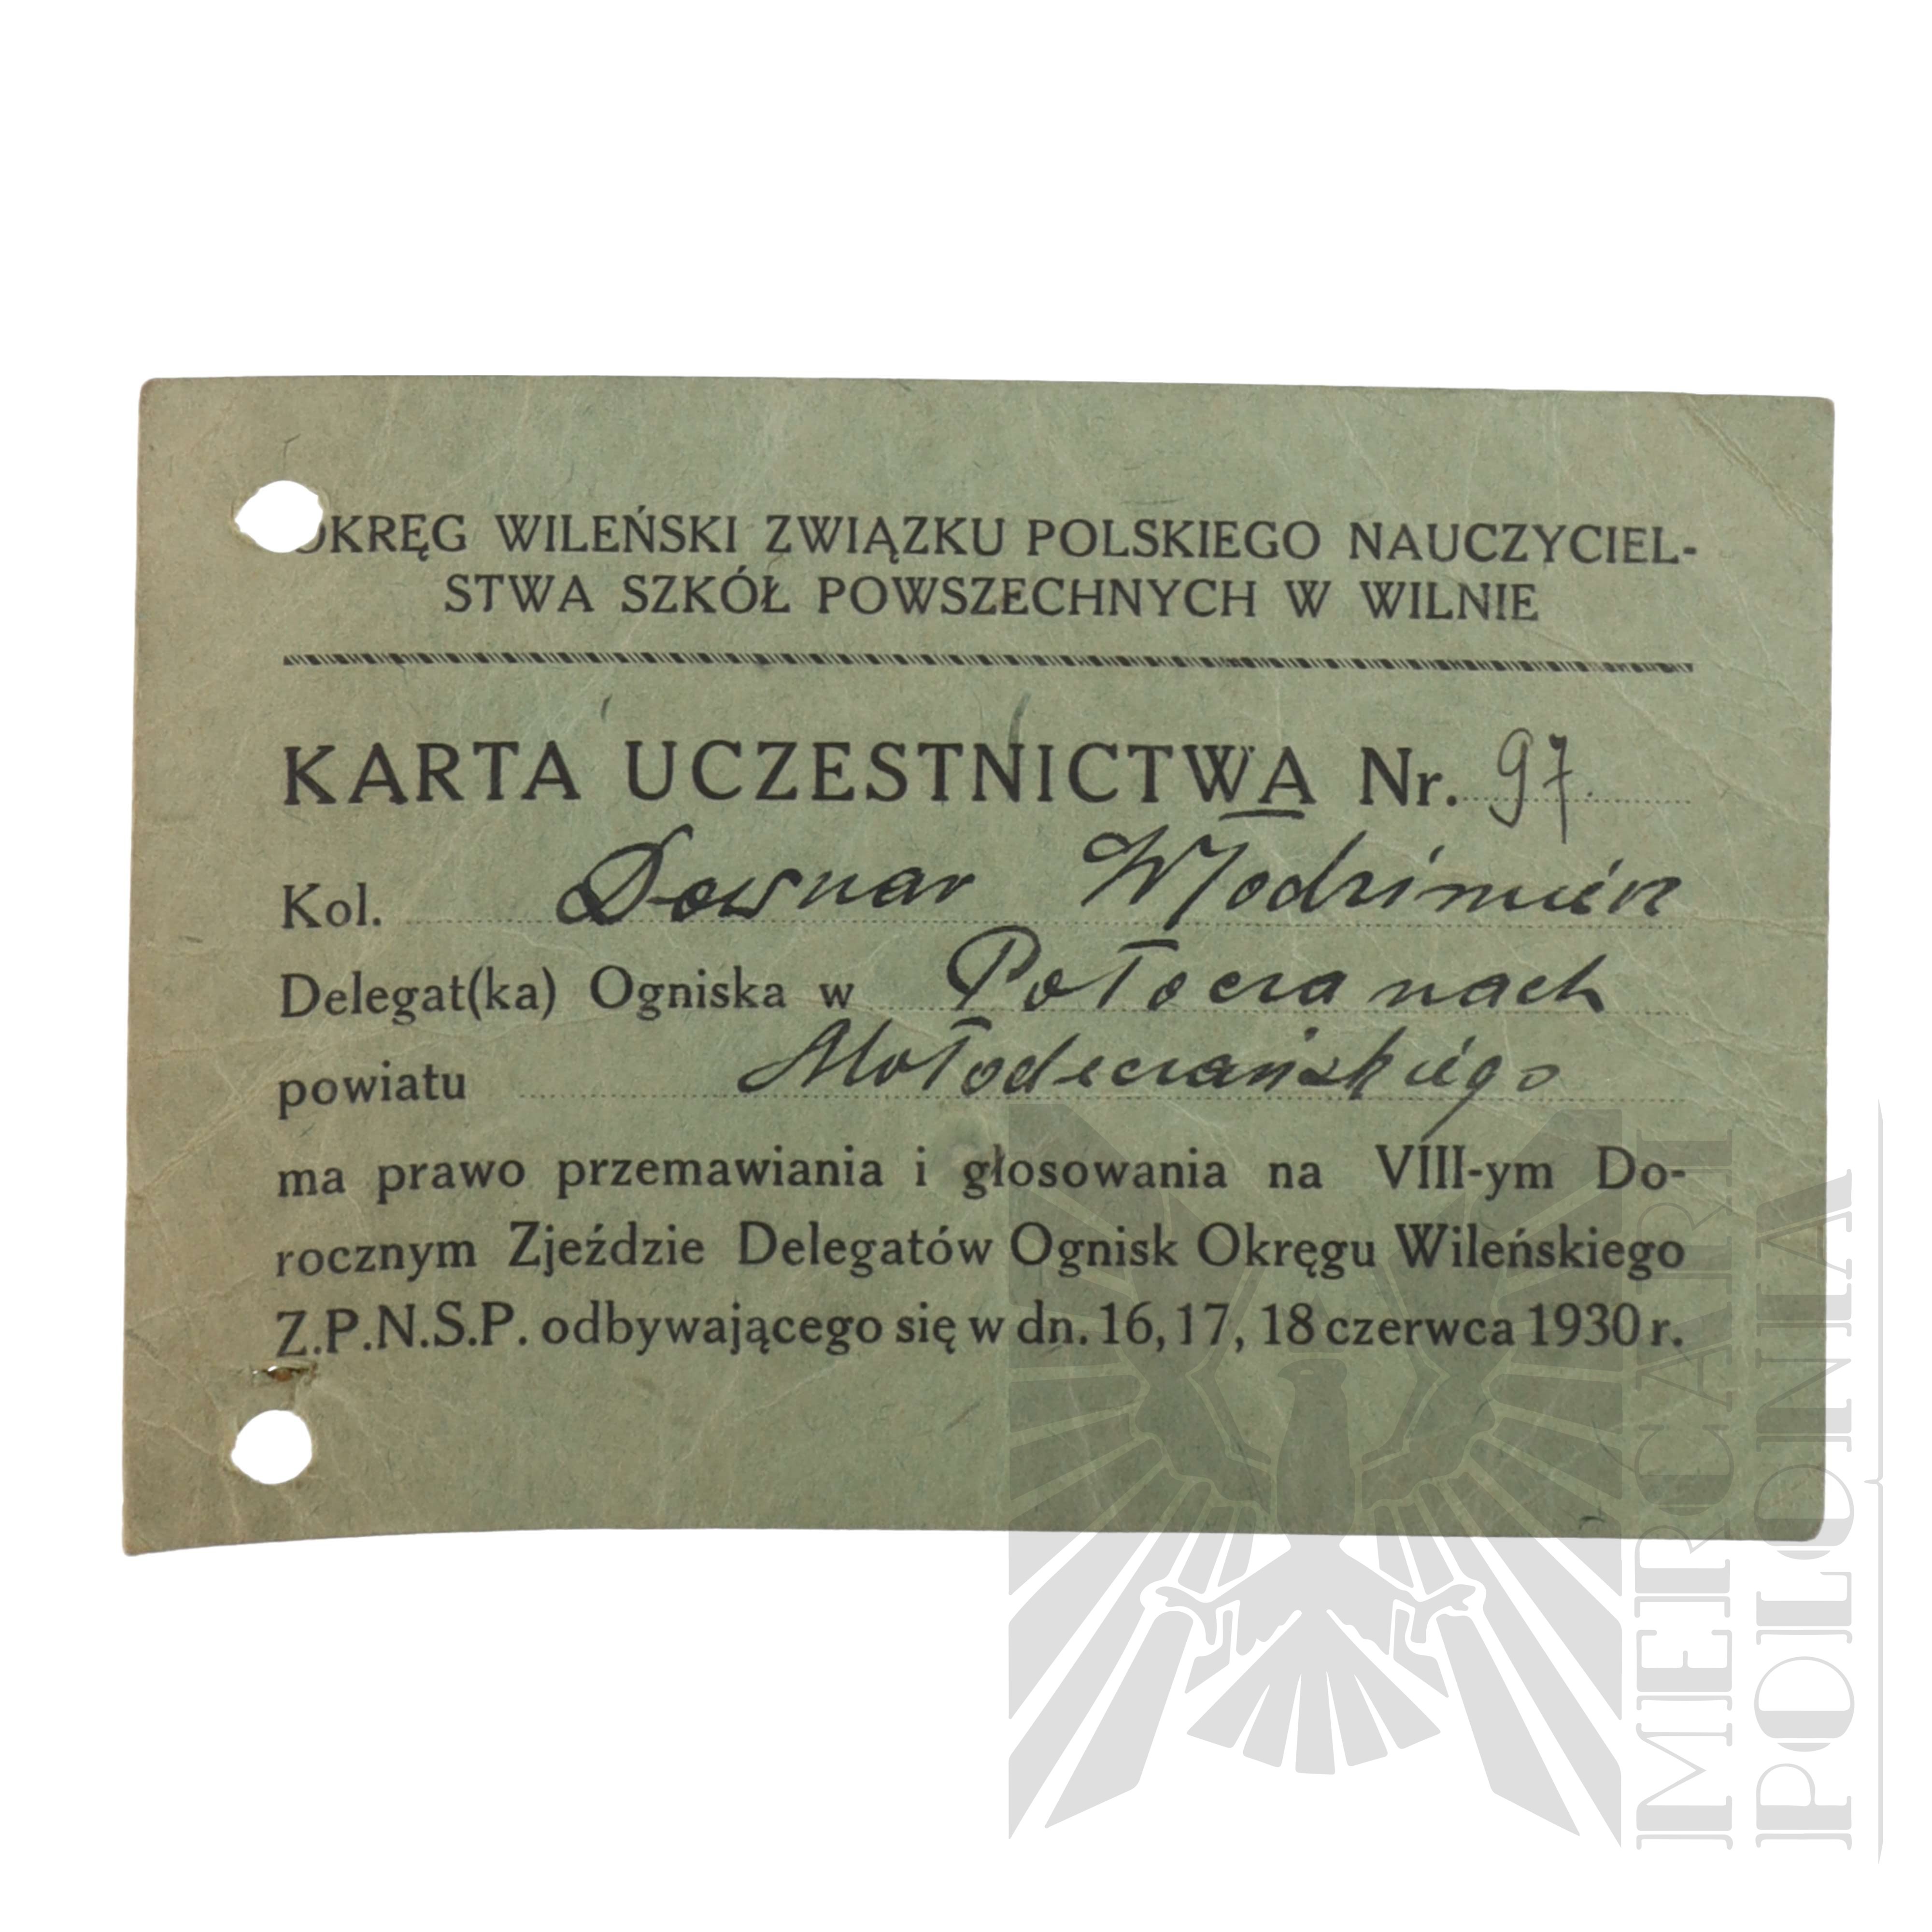 OKRĘG WILEŃSKI ZWIĄZKU POLSKIEGO NAUCZYCIEL-
STWA SZKÓŁ POWSZECHNYCH W WILNIE
KARTA UCZESTNICTWA Nr. 97.
Kol. Downar Włodzimierz
Delegat(ka) Ogniska w Połoczanach
powiatu Mołodeczańskiego
ma prawo przemawiania i głosowania na VIII-ym Do-
rocznym Zjeździe Delegatów Ognisk Okręgu Wileńskiego
Z.P.N.S.P. odbywającego się w dn. 16, 17, 18 czerwca 1930 r.
MERCARI
POLONIA